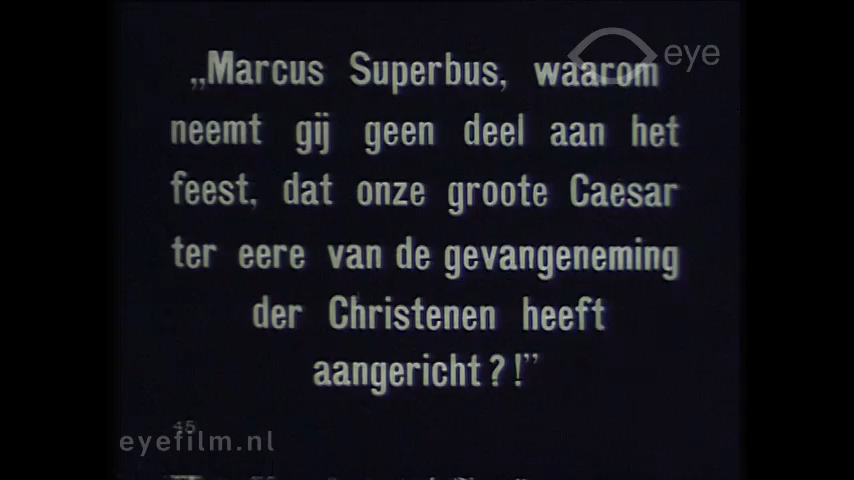 eye
„Marcus Superbus, waarom
neemt gij geen deel aan het
feest, dat onze groote Caesar
ter eere van de gevangeneming
der Christenen heeft
aangericht?!”
45
eyefilm.nl